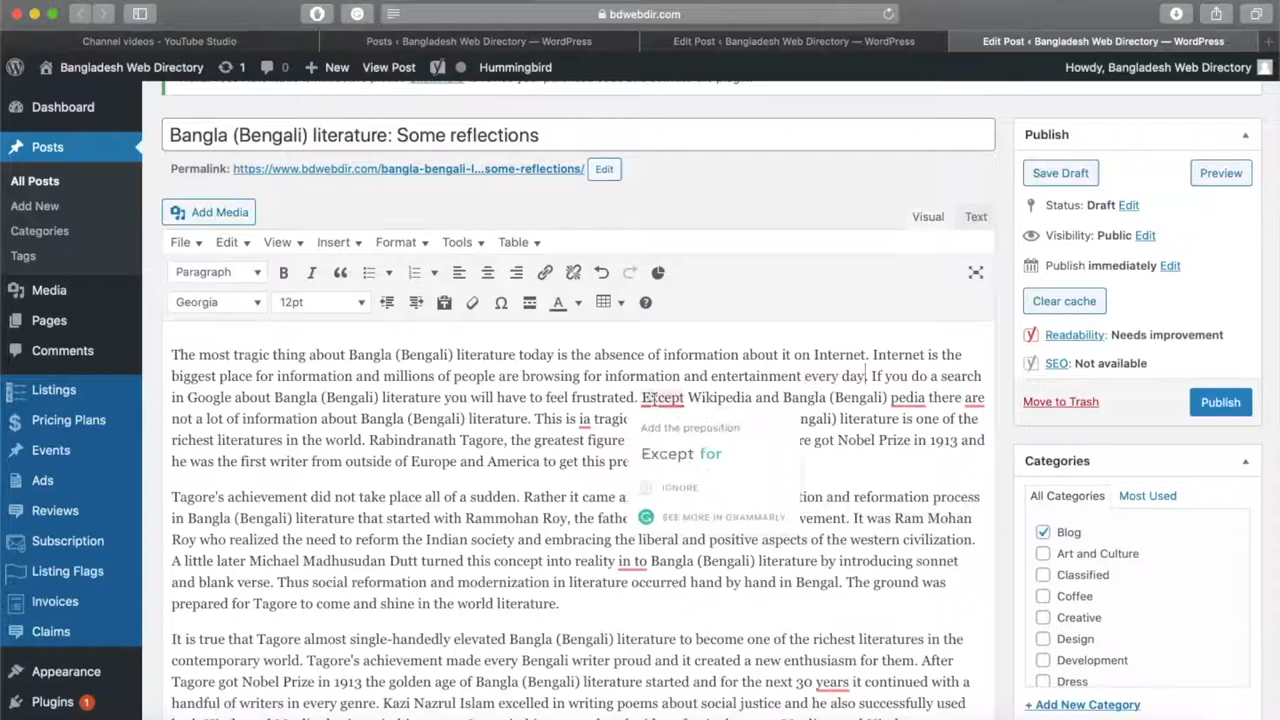 bdwebdir.com
Channel videos - YouTube Studio
Posts ‹ Bangladesh Web Directory — WordPress
Edit Post ‹ Bangladesh Web Directory — WordPress
Edit Post ‹ Bangladesh Web Directory — WordPress
Bangladesh Web Directory 1 0 New View Post Hummingbird Howdy, Bangladesh Web Directory
Dashboard
Posts
All Posts
Add New
Categories
Tags
Media
Pages
Comments
Listings
Pricing Plans
Events
Ads
Reviews
Subscription
Listing Flags
Invoices
Claims
Appearance
Plugins 1
Bangla (Bengali) literature: Some reflections
Permalink: https://www.bdwebdir.com/bangla-bengali-l...some-reflections/ Edit
Add Media
Visual Text
File Edit View Insert Format Tools Table
Paragraph
Georgia 12pt
The most tragic thing about Bangla (Bengali) literature today is the absence of information about it on Internet. Internet is the
biggest place for information and millions of people are browsing for information and entertainment every day. If you do a search
in Google about Bangla (Bengali) literature you will have to feel frustrated. Except Wikipedia and Bangla (Bengali) pedia there are
not a lot of information about Bangla (Bengali) literature. This is ia tragic ngali) literature is one of the
richest literatures in the world. Rabindranath Tagore, the greatest figure re got Nobel Prize in 1913 and
he was the first writer from outside of Europe and America to get this pre
Add the preposition
Except for
IGNORE
SEE MORE IN GRAMMARLY
Tagore's achievement did not take place all of a sudden. Rather it came a tion and reformation process
in Bangla (Bengali) literature that started with Rammohan Roy, the fathe vement. It was Ram Mohan
Roy who realized the need to reform the Indian society and embracing the liberal and positive aspects of the western civilization.
A little later Michael Madhusudan Dutt turned this concept into reality in to Bangla (Bengali) literature by introducing sonnet
and blank verse. Thus social reformation and modernization in literature occurred hand by hand in Bengal. The ground was
prepared for Tagore to come and shine in the world literature.
It is true that Tagore almost single-handedly elevated Bangla (Bengali) literature to become one of the richest literatures in the
contemporary world. Tagore's achievement made every Bengali writer proud and it created a new enthusiasm for them. After
Tagore got Nobel Prize in 1913 the golden age of Bangla (Bengali) literature started and for the next 30 years it continued with a
handful of writers in every genre. Kazi Nazrul Islam excelled in writing poems about social justice and he also successfully used
Publish
Save Draft Preview
Status: Draft Edit
Visibility: Public Edit
Publish immediately Edit
Clear cache
Readability: Needs improvement
SEO: Not available
Move to Trash Publish
Categories
All Categories Most Used
Blog
Art and Culture
Classified
Coffee
Creative
Design
Development
Dress
+ Add New Category